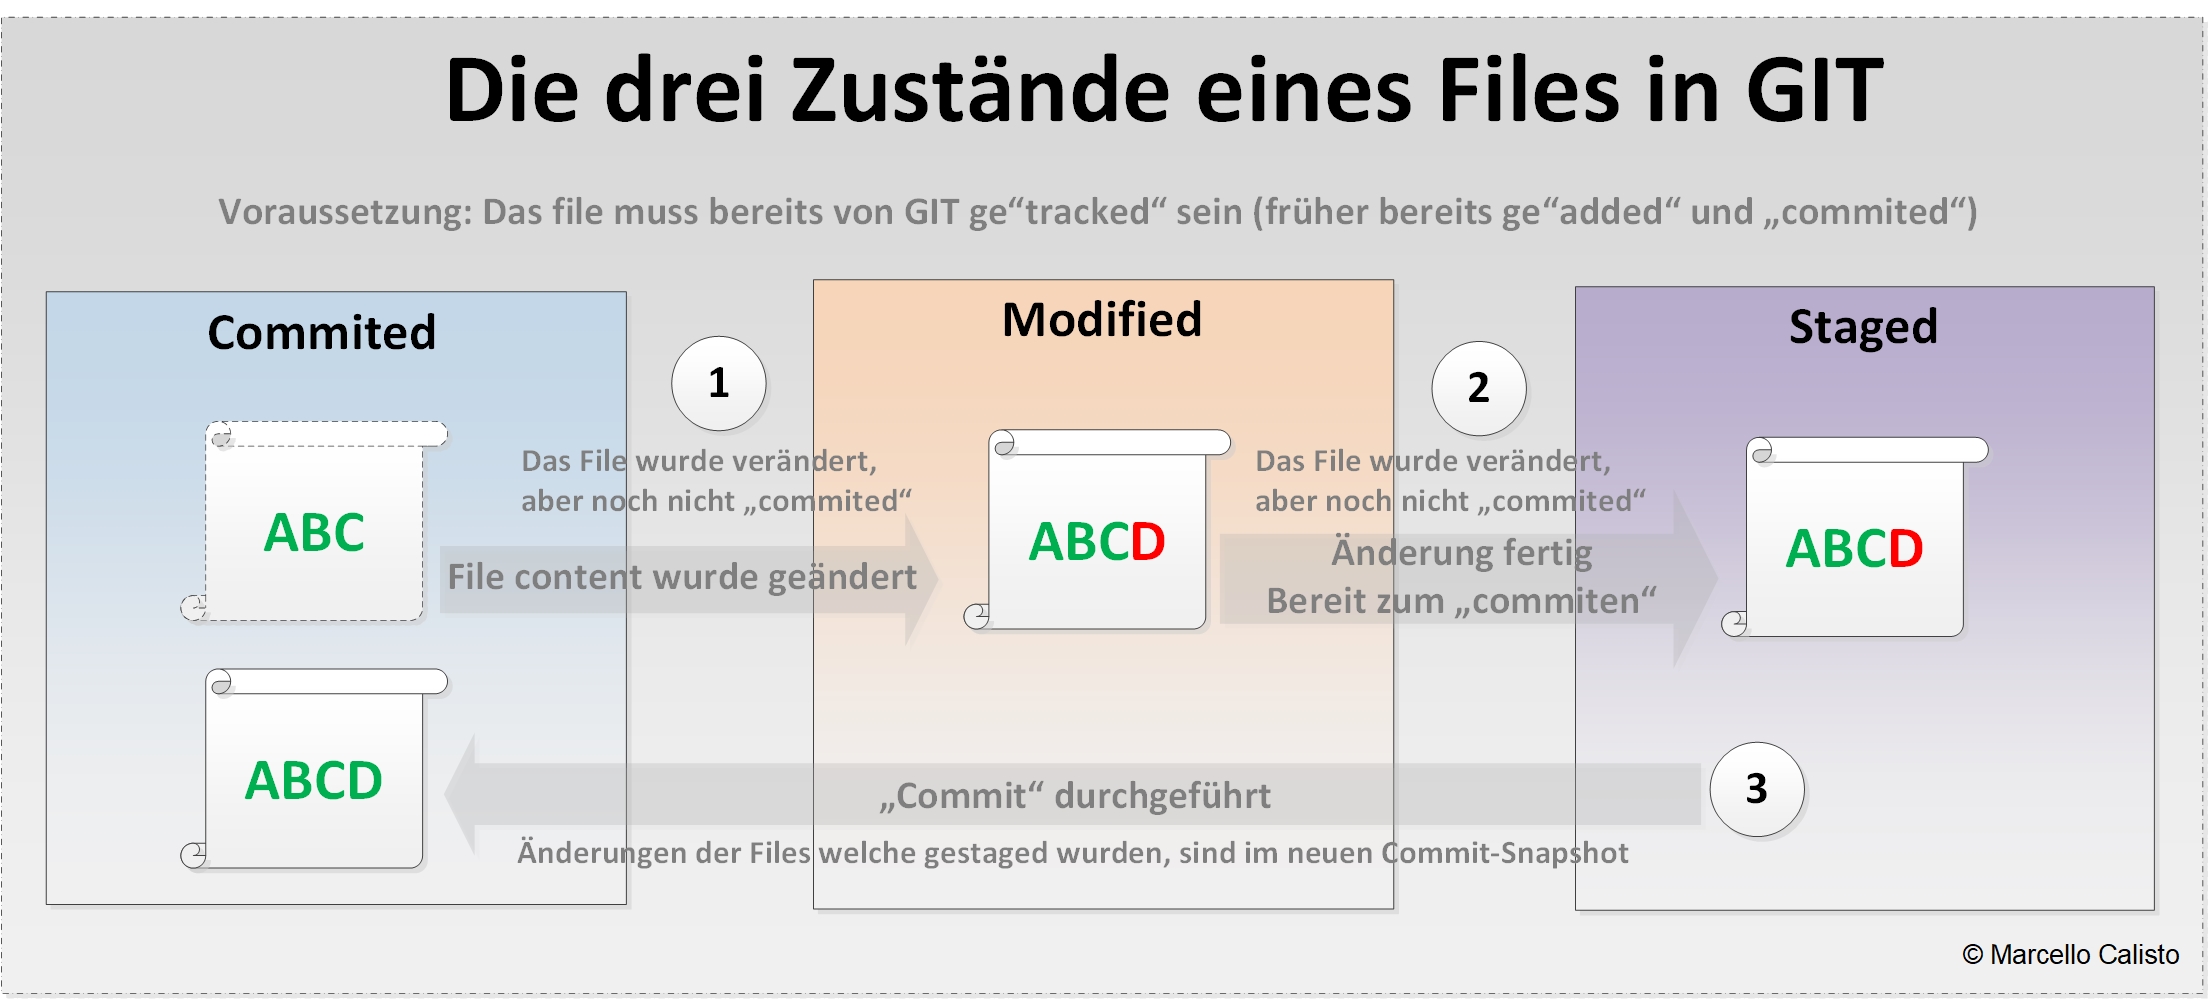 Die drei Zustände eines Files in GIT
Voraussetzung: Das file muss bereits von GIT ge“tracked“ sein (früher bereits ge“added“ und „commited“)
Commited
ABC
ABCD
1
Das File wurde verändert,
aber noch nicht „commited“
File content wurde geändert
Modified
ABCD
2
Das File wurde verändert,
aber noch nicht „commited“
Änderung fertig
Bereit zum „commiten“
Staged
ABCD
3
„Commit“ durchgeführt
Änderungen der Files welche gestaged wurden, sind im neuen Commit-Snapshot
© Marcello Calisto